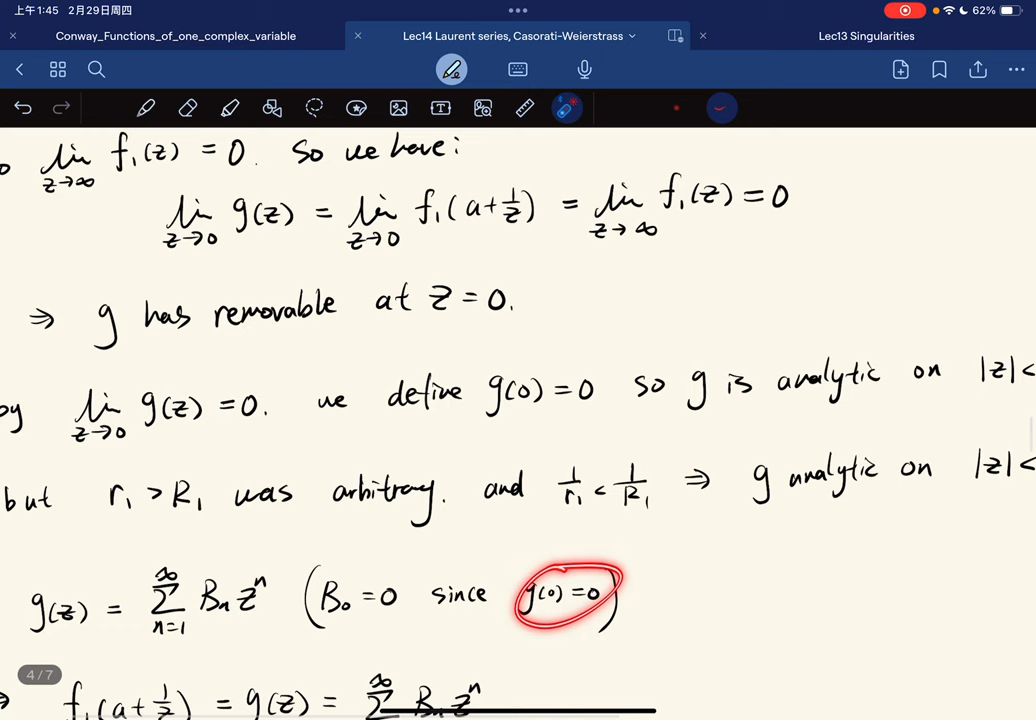 上午1:45 2月29日周四
62%
Conway_Functions_of_one_complex_variable
Lec14 Laurent series, Casorati-Weierstrass
Lec13 Singularities
lim z→∞ f₁(z) = 0. So we have:
lim z→0 g(z) = lim z→0 f₁(a+1/z) = lim z→∞ f₁(z) = 0
⇒ g has removable at z = 0.
by lim z→0 g(z) = 0. we define g(0) = 0 so g is analytic on |z| <
but r₁ > R₁ was arbitray. and 1/r₁ < 1/R₁ ⇒ g analytic on |z| <
g(z) = ∑ n=1 ∞ Bₙ zⁿ (B₀ = 0 since g(0) = 0)
4/7
f₁(a+1/z) = g(z) = ∑ ∞ Bₙ zⁿ